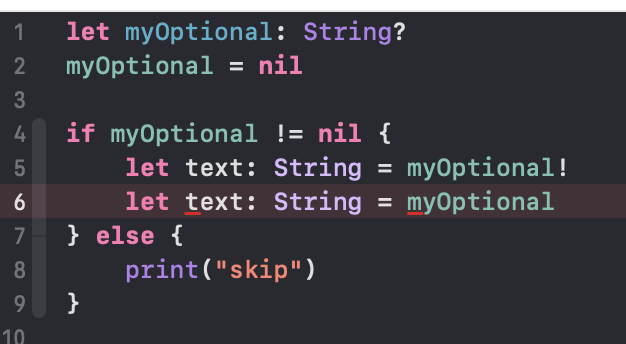 1 let myOptional: String?
2 myOptional = nil
3
4 if myOptional != nil {
5     let text: String = myOptional!
6     let text: String = myOptional
7 } else {
8     print("skip")
9 }
10